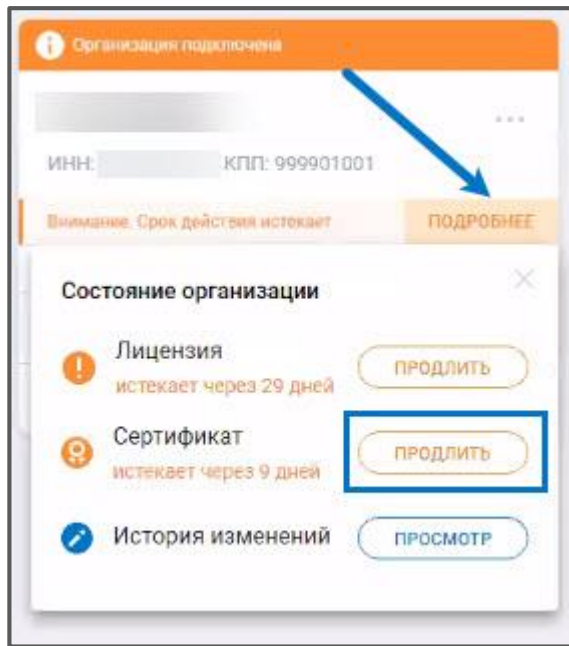 Организация подключена
ИНН: КПП: 999901001
Внимание. Срок действия истекает ПОДРОБНЕЕ
Состояние организации
Лицензия
истекает через 29 дней
ПРОДЛИТЬ
Сертификат
истекает через 9 дней
ПРОДЛИТЬ
История изменений
ПРОСМОТР